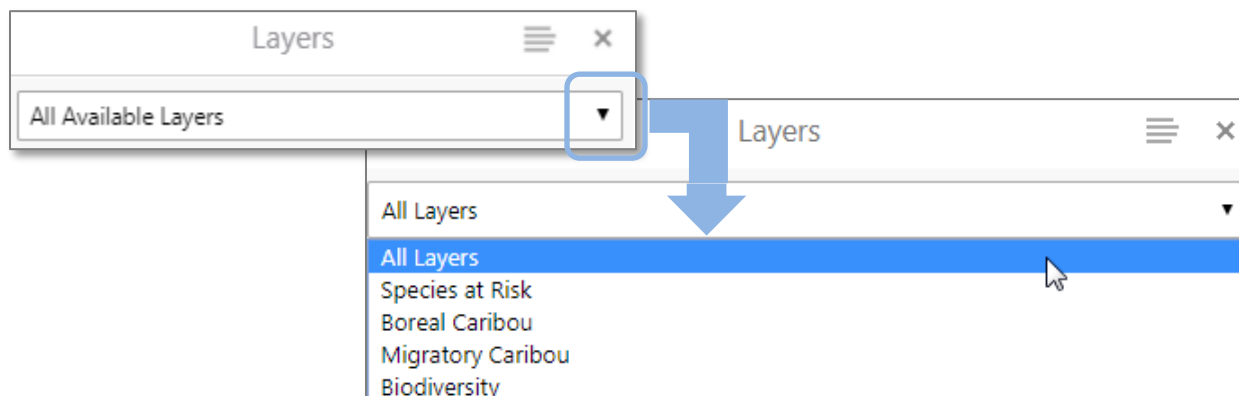 Layers
All Available Layers
Layers
All Layers
All Layers
Species at Risk
Boreal Caribou
Migratory Caribou
Biodiversity